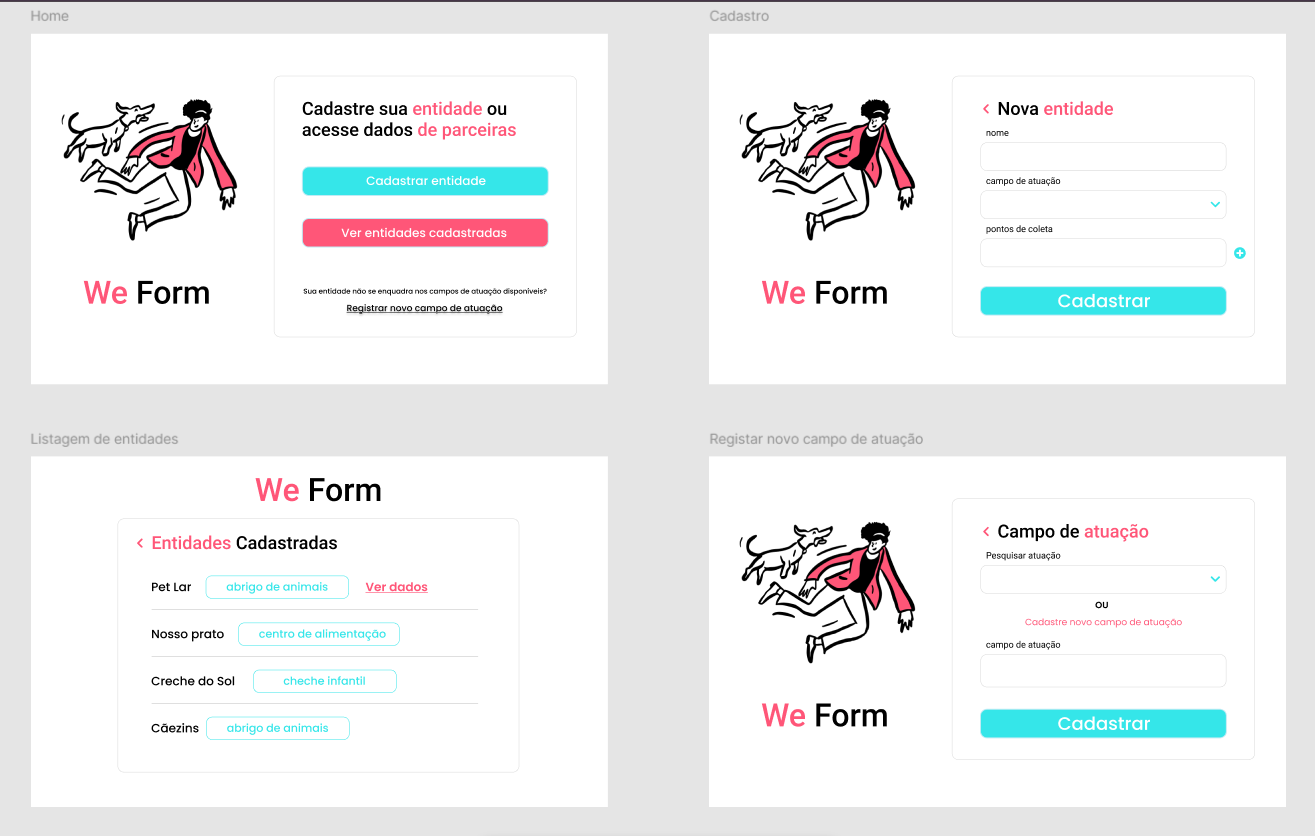 Home
Cadastre sua entidade ou
acesse dados de parceiras
Cadastrar entidade
Ver entidades cadastradas
Sua entidade não se enquadra nos campos de atuação disponíveis?
Registrar novo campo de atuação
We Form
Cadastro
Nova entidade
nome
campo de atuação
pontos de coleta
Cadastrar
We Form
Listagem de entidades
We Form
Entidades Cadastradas
Pet Lar abrigo de animais Ver dados
Nosso prato centro de alimentação
Creche do Sol cheche infantil
Cãezins abrigo de animais
Registar novo campo de atuação
Campo de atuação
Pesquisar atuação
OU
Cadastre novo campo de atuação
campo de atuação
Cadastrar
We Form